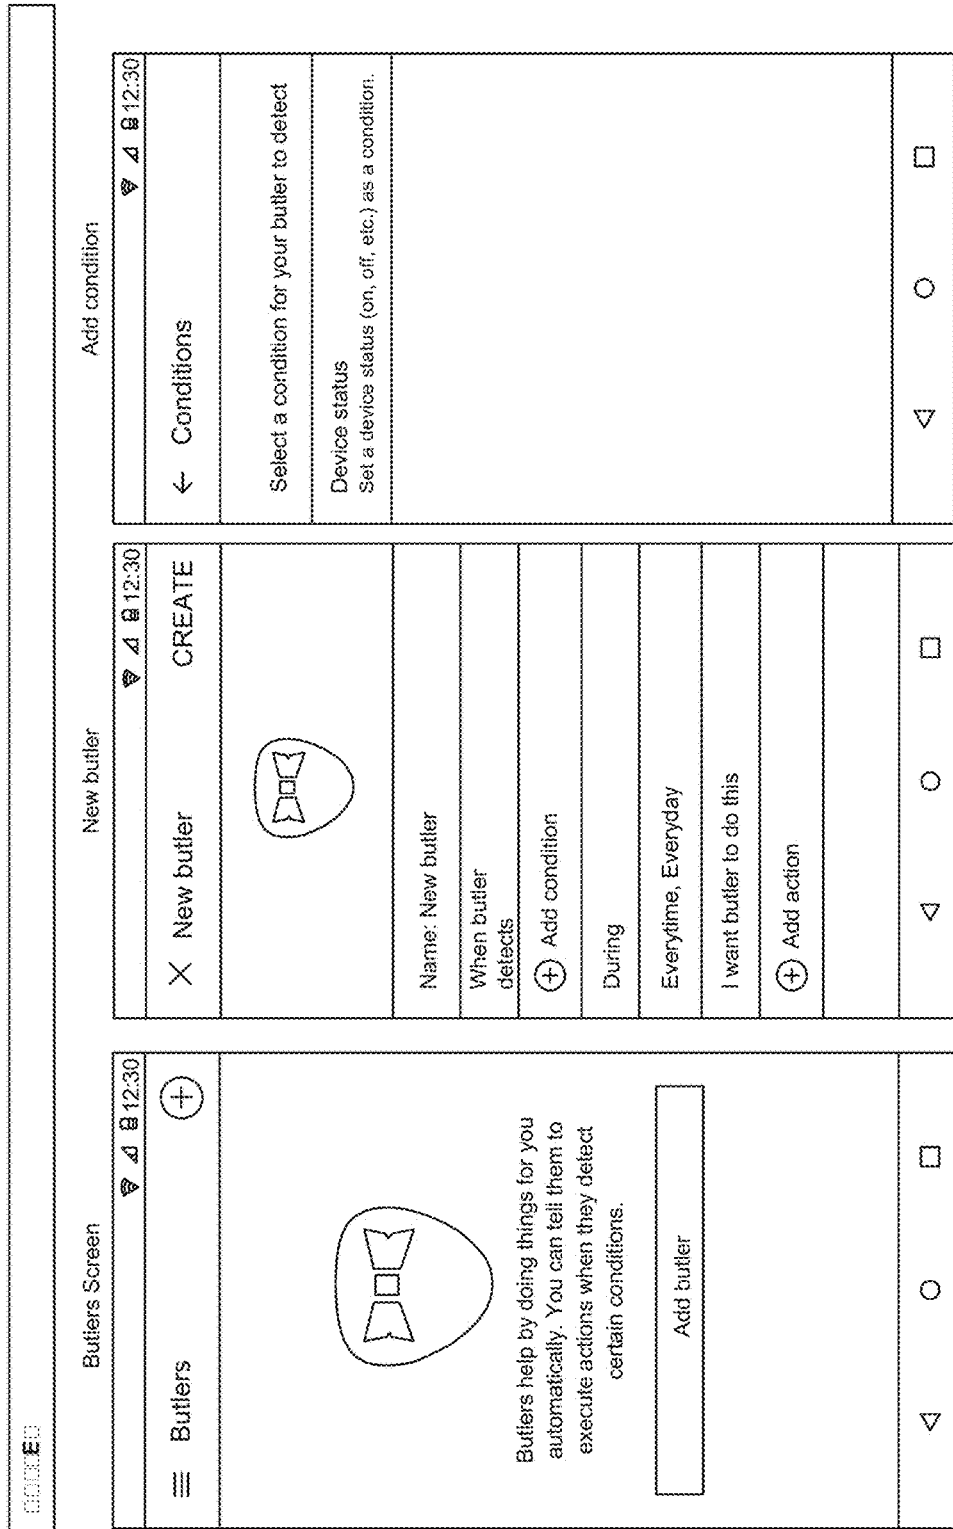 Butlers Screen
12:30
Butlers
Butlers help by doing things for you
automatically. You can tell them to
execute actions when they detect
certain conditions.
Add butler
New butler
12:30
New butler CREATE
Name: New butler
When butler
detects
Add condition
During
Everytime, Everyday
I want butler to do this
Add action
Add condition
12:30
Conditions
Select a condition for your butler to detect
Device status
Set a device status (on, off, etc.) as a condition.